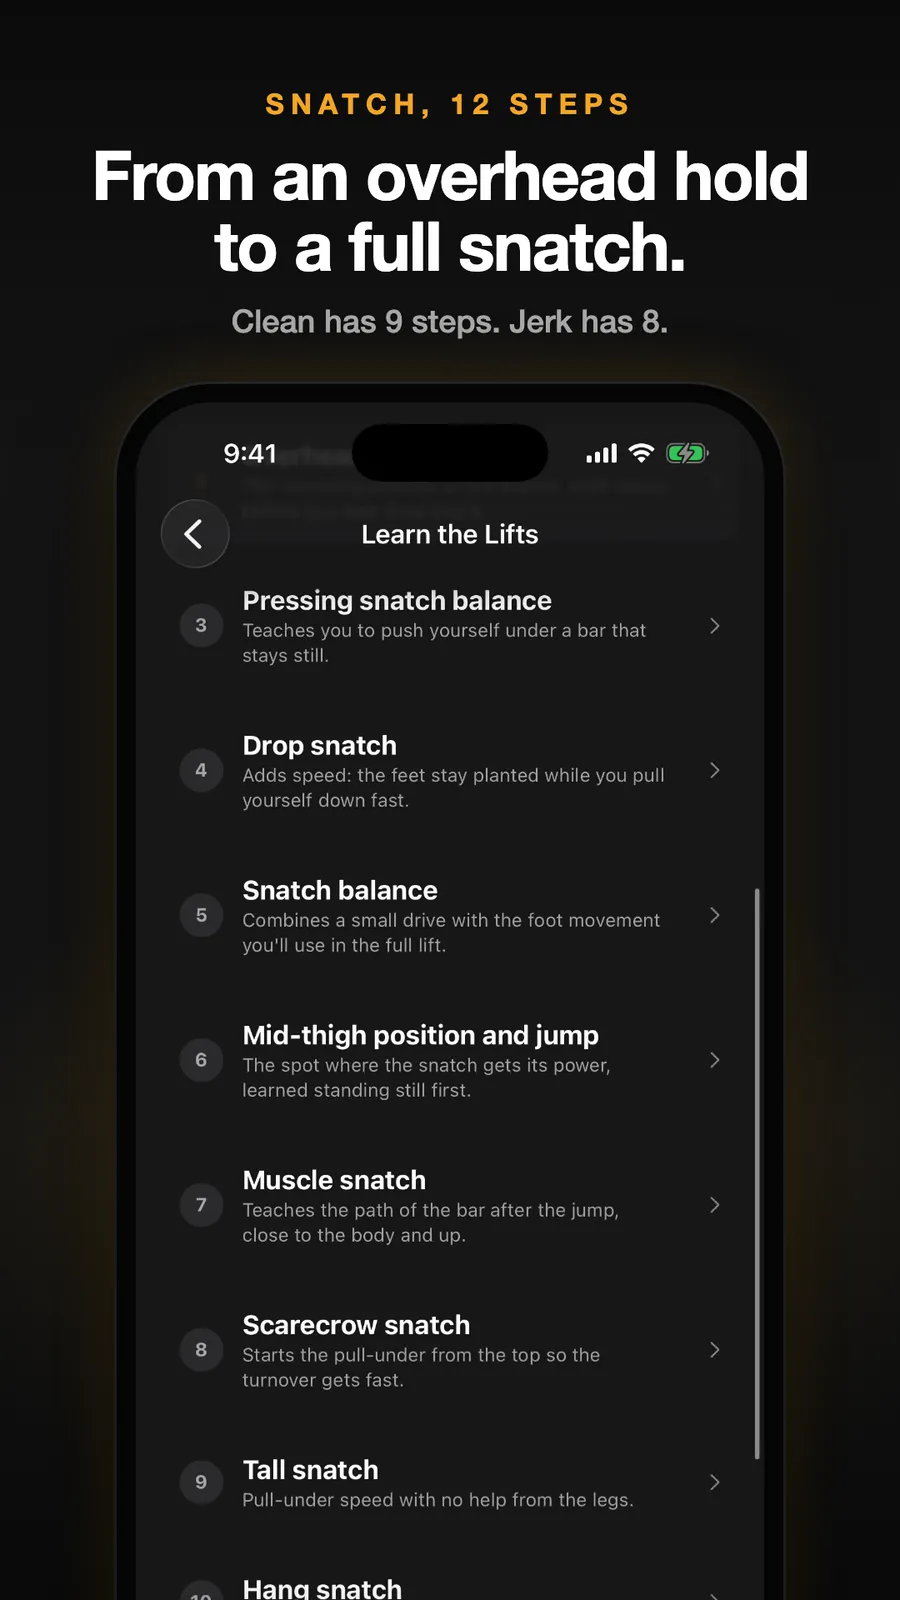 SNATCH, 12 STEPS
From an overhead hold
to a full snatch.
Clean has 9 steps. Jerk has 8.
9:41
Learn the Lifts
3
Pressing snatch balance
Teaches you to push yourself under a bar that
stays still.
4
Drop snatch
Adds speed: the feet stay planted while you pull
yourself down fast.
5
Snatch balance
Combines a small drive with the foot movement
you'll use in the full lift.
6
Mid-thigh position and jump
The spot where the snatch gets its power,
learned standing still first.
7
Muscle snatch
Teaches the path of the bar after the jump,
close to the body and up.
8
Scarecrow snatch
Starts the pull-under from the top so the
turnover gets fast.
9
Tall snatch
Pull-under speed with no help from the legs.
10
Hang snatch